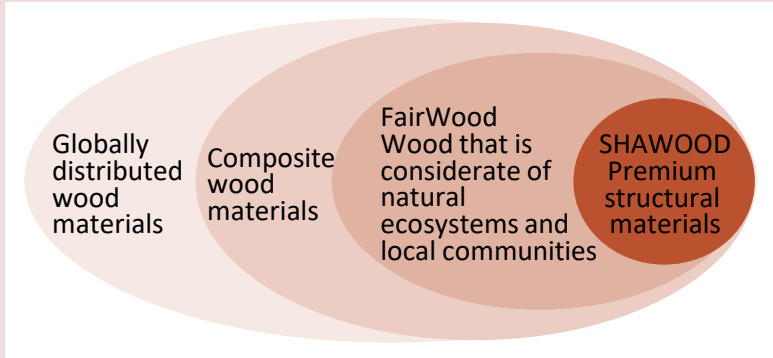 Globally
distributed
wood
materials
Composite
wood
materials
FairWood
Wood that is
considerate of
natural
ecosystems and
local communities
SHAWOOD
Premium
structural
materials